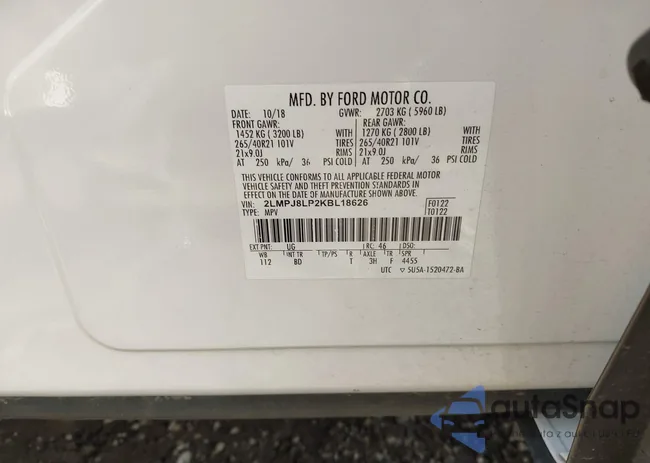 MFD. BY FORD MOTOR CO.
DATE: 10/18 GVWR: 2703 KG (5960 LB)
FRONT GAWR: REAR GAWR:
1452 KG (3200 LB) WITH 1270 KG (2800 LB) WITH
265/40R21 101V TIRES 265/40R21 101V TIRES
21x9.0J RIMS 21x9.0J RIMS
AT 250 kPa/ 36 PSI COLD AT 250 kPa/ 36 PSI COLD
THIS VEHICLE CONFORMS TO ALL APPLICABLE FEDERAL MOTOR
VEHICLE SAFETY AND THEFT PREVENTION STANDARDS IN
EFFECT ON THE DATE OF MANUFACTURE SHOWN ABOVE.
VIN: 2LMPJ8LP2KBL18626 F0122
TYPE: MPV T0122
EXT PNT: UG RC: 46 DSO:
WB INT TR TP/PS R AXLE TR SPR
112 BD T 3H F 4455
UTC ▽ 5U5A-1520472-BA
autoSnap